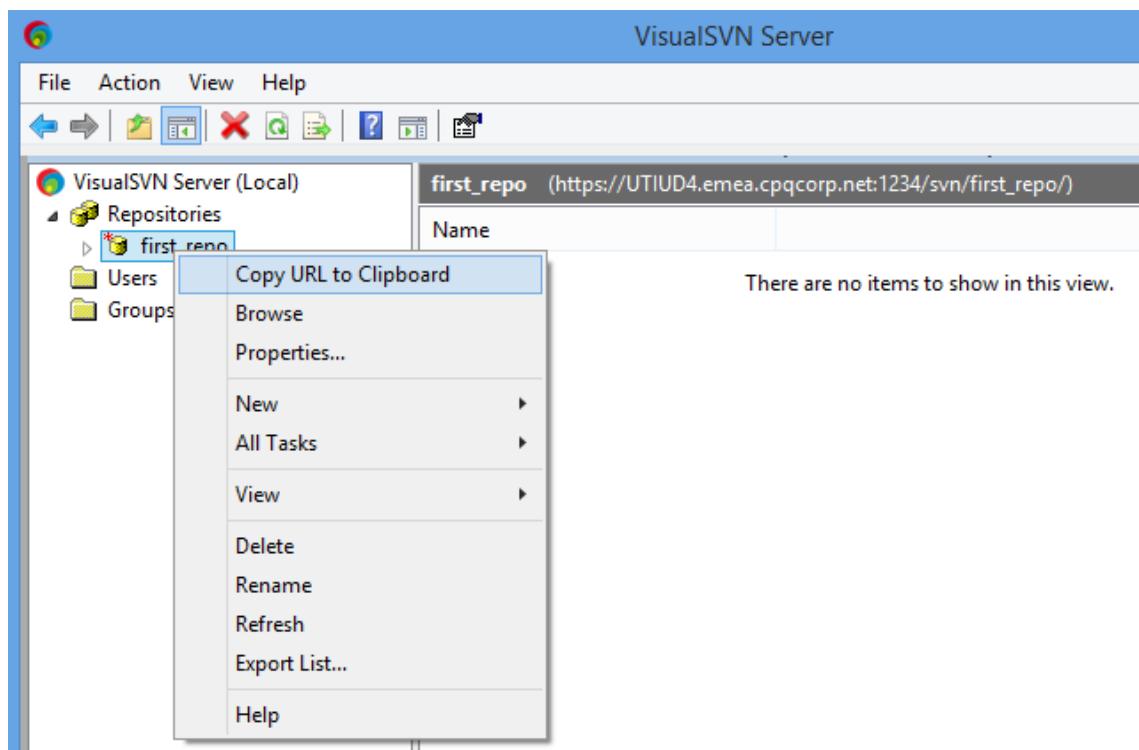 VisualSVN Server
File Action View Help
VisualSVN Server (Local)
Repositories
first_repo
Users
Groups
first_repo (https://UTIUD4.emea.cpqcorp.net:1234/svn/first_repo/)
Name
There are no items to show in this view.
Copy URL to Clipboard
Browse
Properties...
New
All Tasks
View
Delete
Rename
Refresh
Export List...
Help